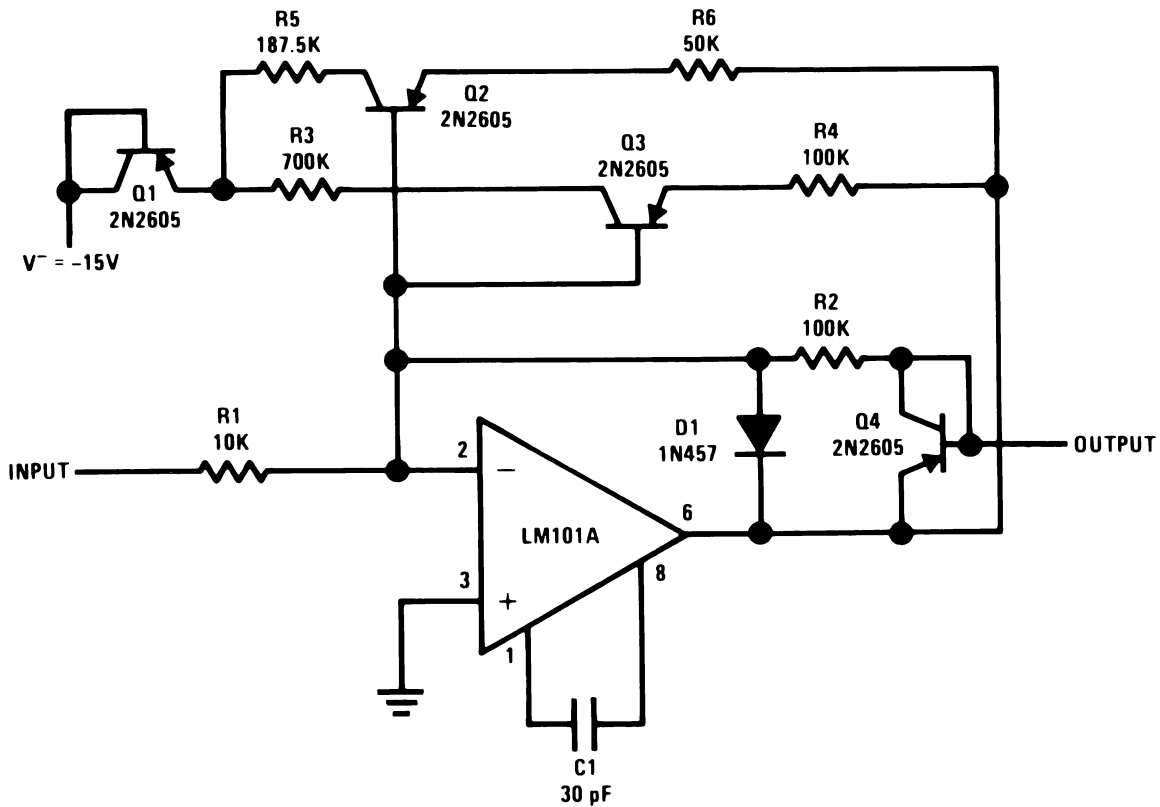 R5
187.5K
R6
50K
Q2
2N2605
R3
700K
Q3
2N2605
R4
100K
Q1
2N2605
V⁻ = -15V
R2
100K
R1
10K
INPUT
2
−
D1
1N457
Q4
2N2605
OUTPUT
6
LM101A
3
+
8
1
C1
30 pF